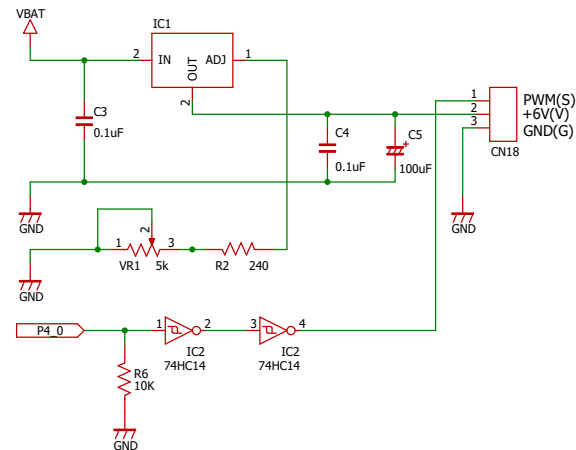 VBAT
IC1
2 IN ADJ 1
OUT
2
C3
0.1uF
C4
0.1uF
C5
+
100uF
1 PWM(S)
2 +6V(V)
3 GND(G)
CN18
GND
GND
2
1 3
VR1 5k
R2 240
GND
P4_0
1 2
IC2
74HC14
3 4
IC2
74HC14
R6
10K
GND